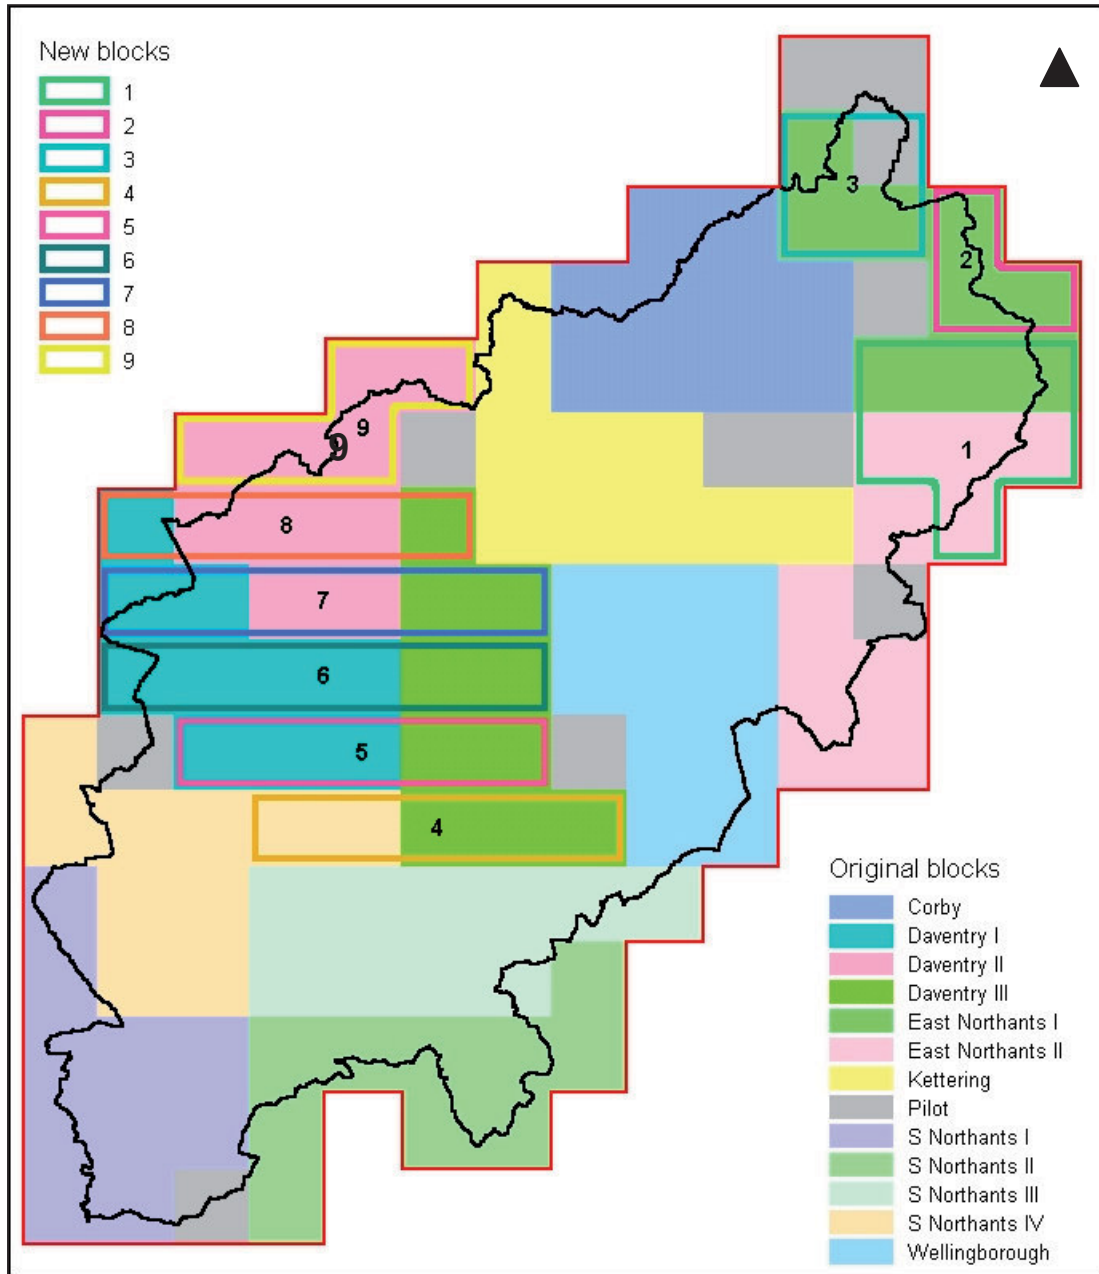 New blocks
1
2
3
4
5
6
7
8
9
3
2
1
9
9
8
7
6
5
4
Original blocks
Corby
Daventry I
Daventry II
Daventry III
East Northants I
East Northants II
Kettering
Pilot
S Northants I
S Northants II
S Northants III
S Northants IV
Wellingborough